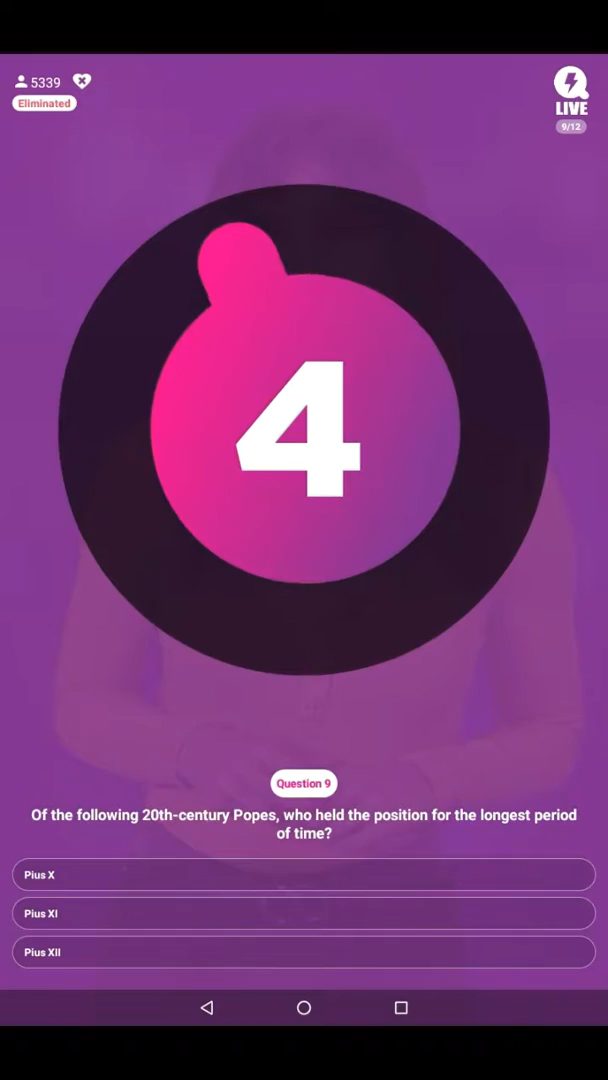 5339
Eliminated
LIVE
9/12
4
Question 9
Of the following 20th-century Popes, who held the position for the longest period
of time?
Pius X
Pius XI
Pius XII